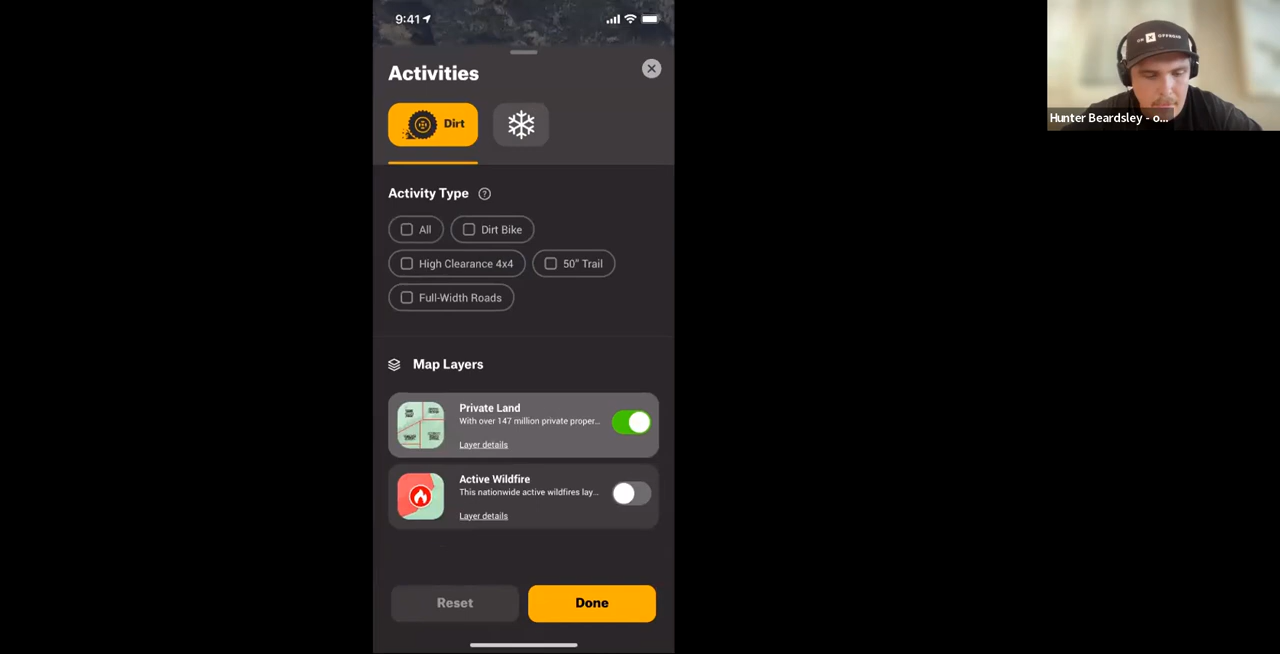 9:41
Activities
Dirt
Activity Type ?
All
Dirt Bike
High Clearance 4x4
50" Trail
Full-Width Roads
Map Layers
Private Land
With over 147 million private proper...
Layer details
Active Wildfire
This nationwide active wildfires lay...
Layer details
Reset
Done
ON X OFFROAD
Hunter Beardsley - o...